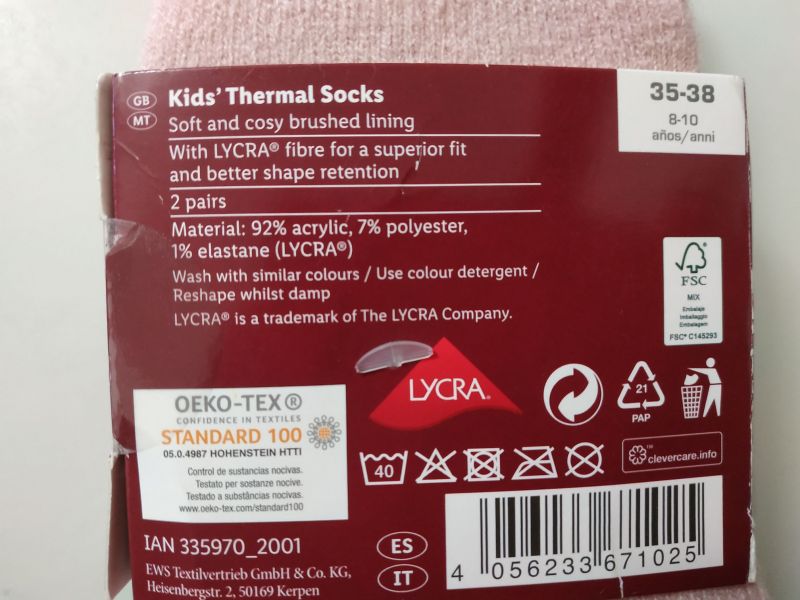 GB
Kids' Thermal Socks
MT
Soft and cosy brushed lining
With LYCRA® fibre for a superior fit
and better shape retention
2 pairs
Material: 92% acrylic, 7% polyester,
1% elastane (LYCRA®)
Wash with similar colours / Use colour detergent /
Reshape whilst damp
LYCRA® is a trademark of The LYCRA Company.
35-38
8-10
años/anni
FSC
MIX
Embalaje
Imballaggio
Embalagem
FSC® C145293
LYCRA®
21
PAP
OEKO-TEX®
CONFIDENCE IN TEXTILES
STANDARD 100
05.0.4987 HOHENSTEIN HTTI
Control de sustancias nocivas.
Testato per sostanze nocive.
Testado a substâncias nocivas.
www.oeko-tex.com/standard100
40
™
clevercare.info
IAN 335970_2001
EWS Textilvertrieb GmbH & Co. KG,
Heisenbergstr. 2, 50169 Kerpen
ES
IT
4 056233 671025